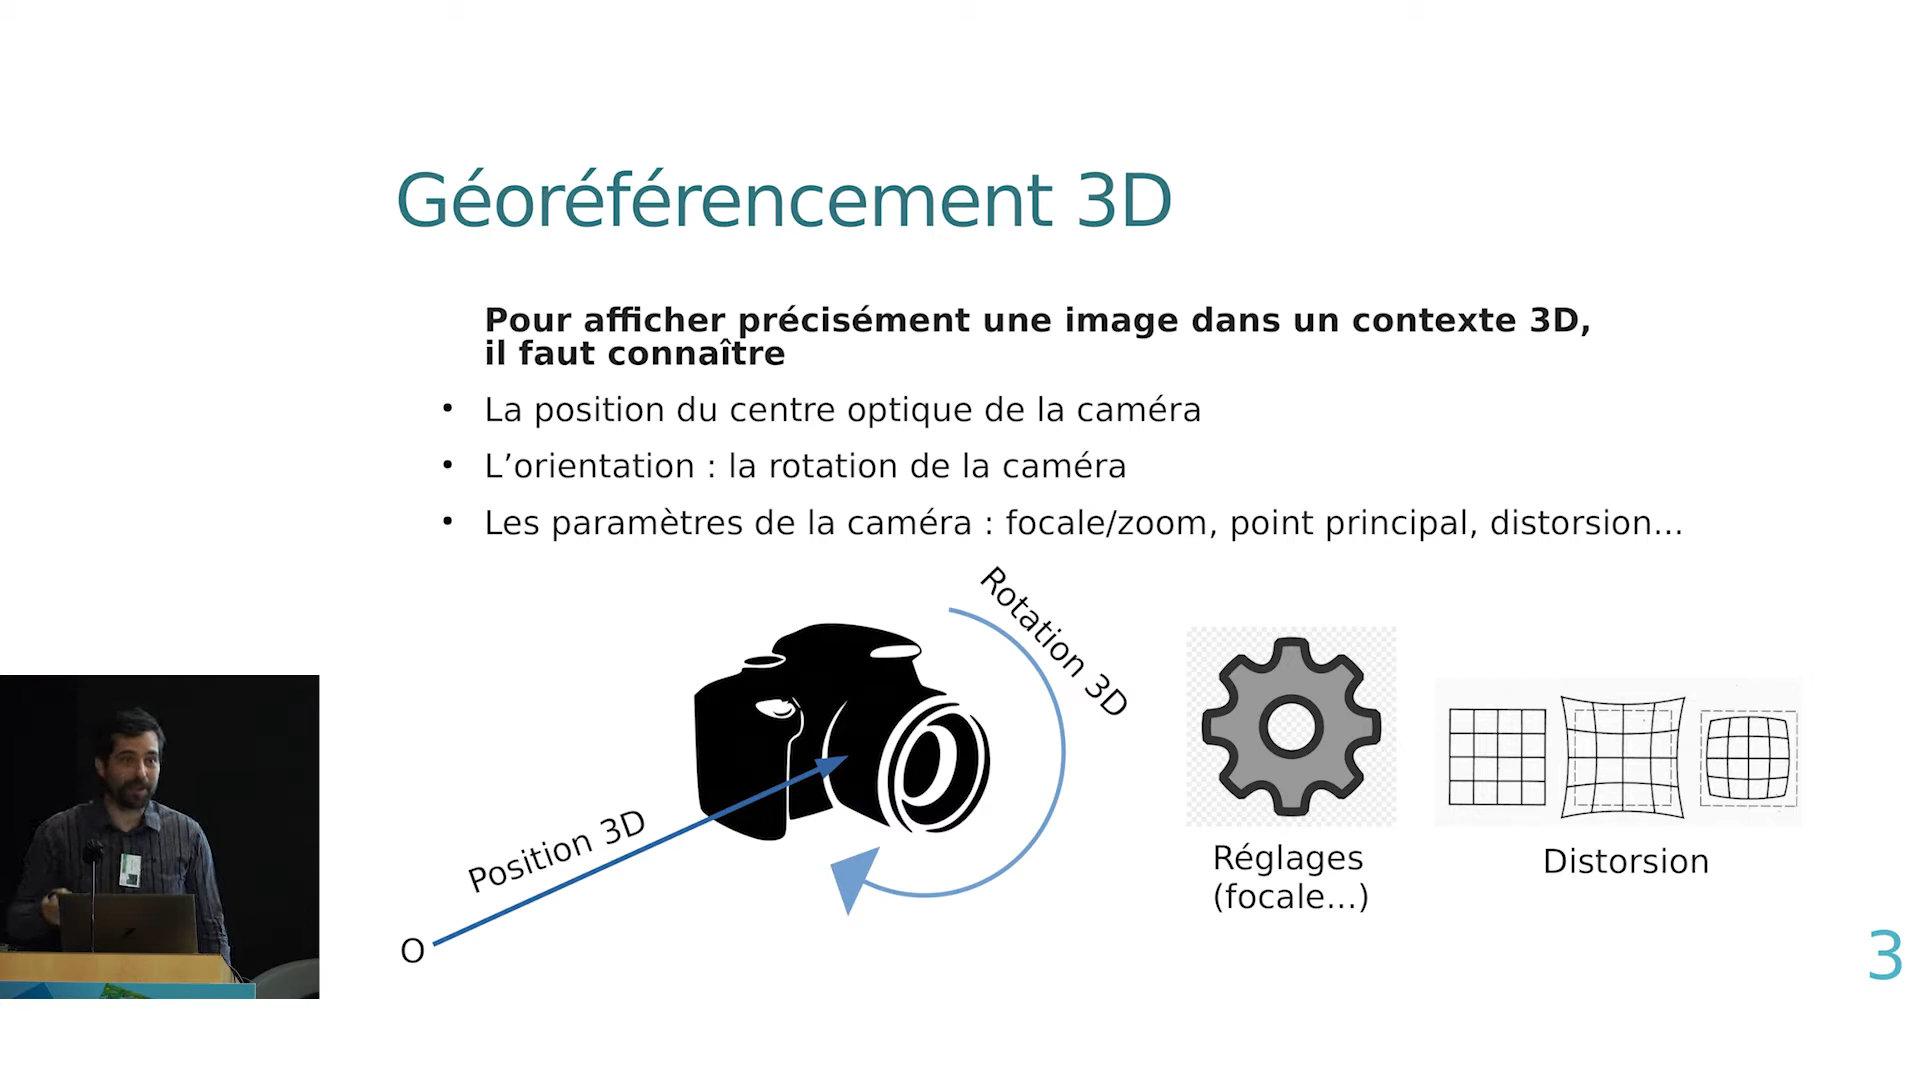 Géoréférencement 3D
Pour afficher précisément une image dans un contexte 3D,
il faut connaître
• La position du centre optique de la caméra
• L’orientation : la rotation de la caméra
• Les paramètres de la caméra : focale/zoom, point principal, distorsion...
Rotation 3D
Position 3D
O
Réglages
(focale...)
Distorsion
3